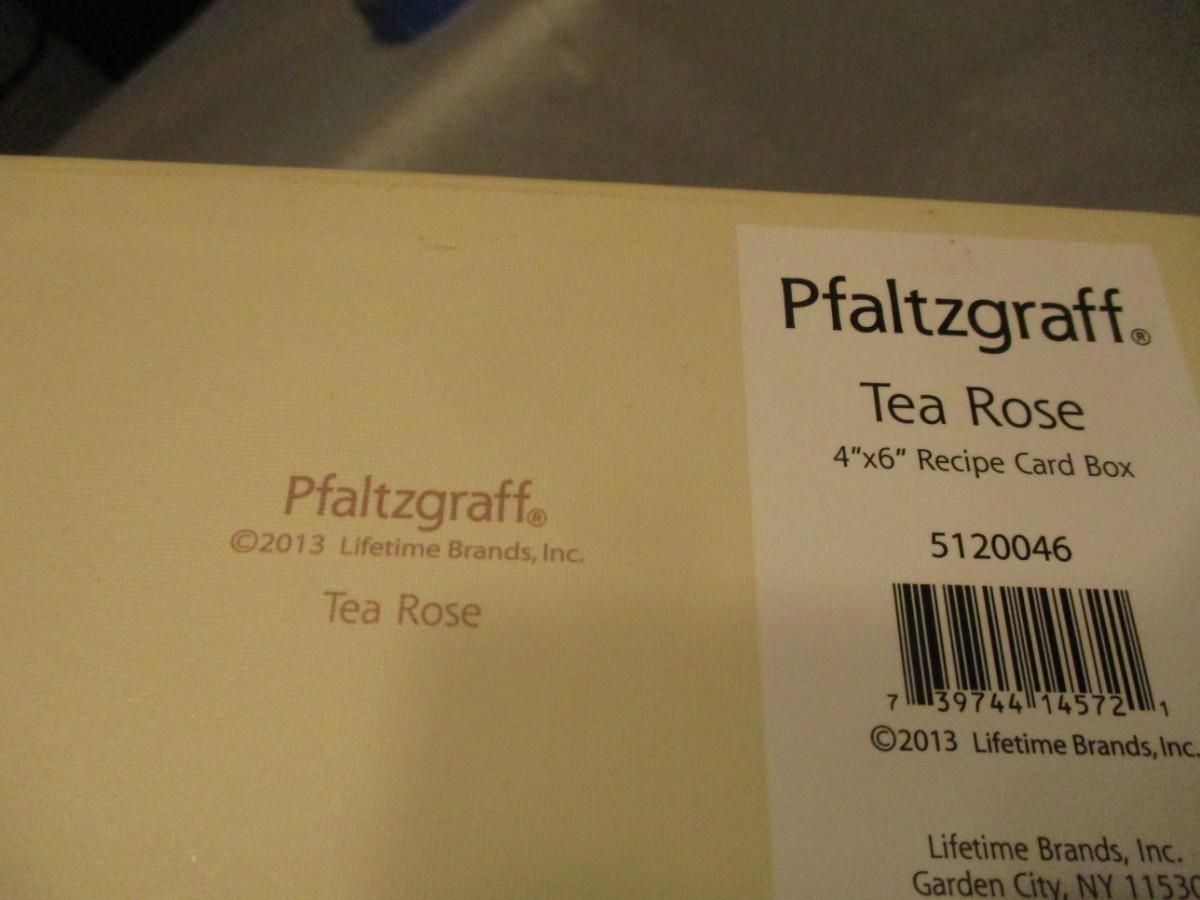 Pfaltzgraff®
©2013 Lifetime Brands, Inc.
Tea Rose
Pfaltzgraff®
Tea Rose
4"x6" Recipe Card Box
5120046
7 39744 14572 1
©2013 Lifetime Brands, Inc.
Lifetime Brands, Inc.
Garden City, NY 11530